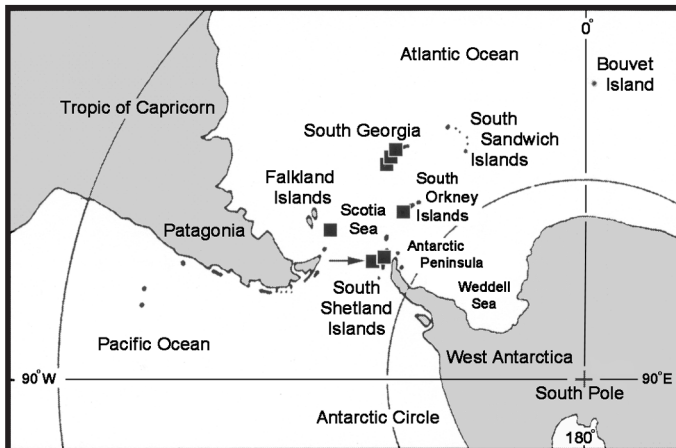 0°
Atlantic Ocean
Bouvet
Island
Tropic of Capricorn
South Georgia
South
Sandwich
Islands
Falkland
Islands
South
Orkney
Islands
Scotia
Sea
Patagonia
Antarctic
Peninsula
Weddell
Sea
South
Shetland
Islands
Pacific Ocean
West Antarctica
90°W
90°E
South Pole
Antarctic Circle
180°